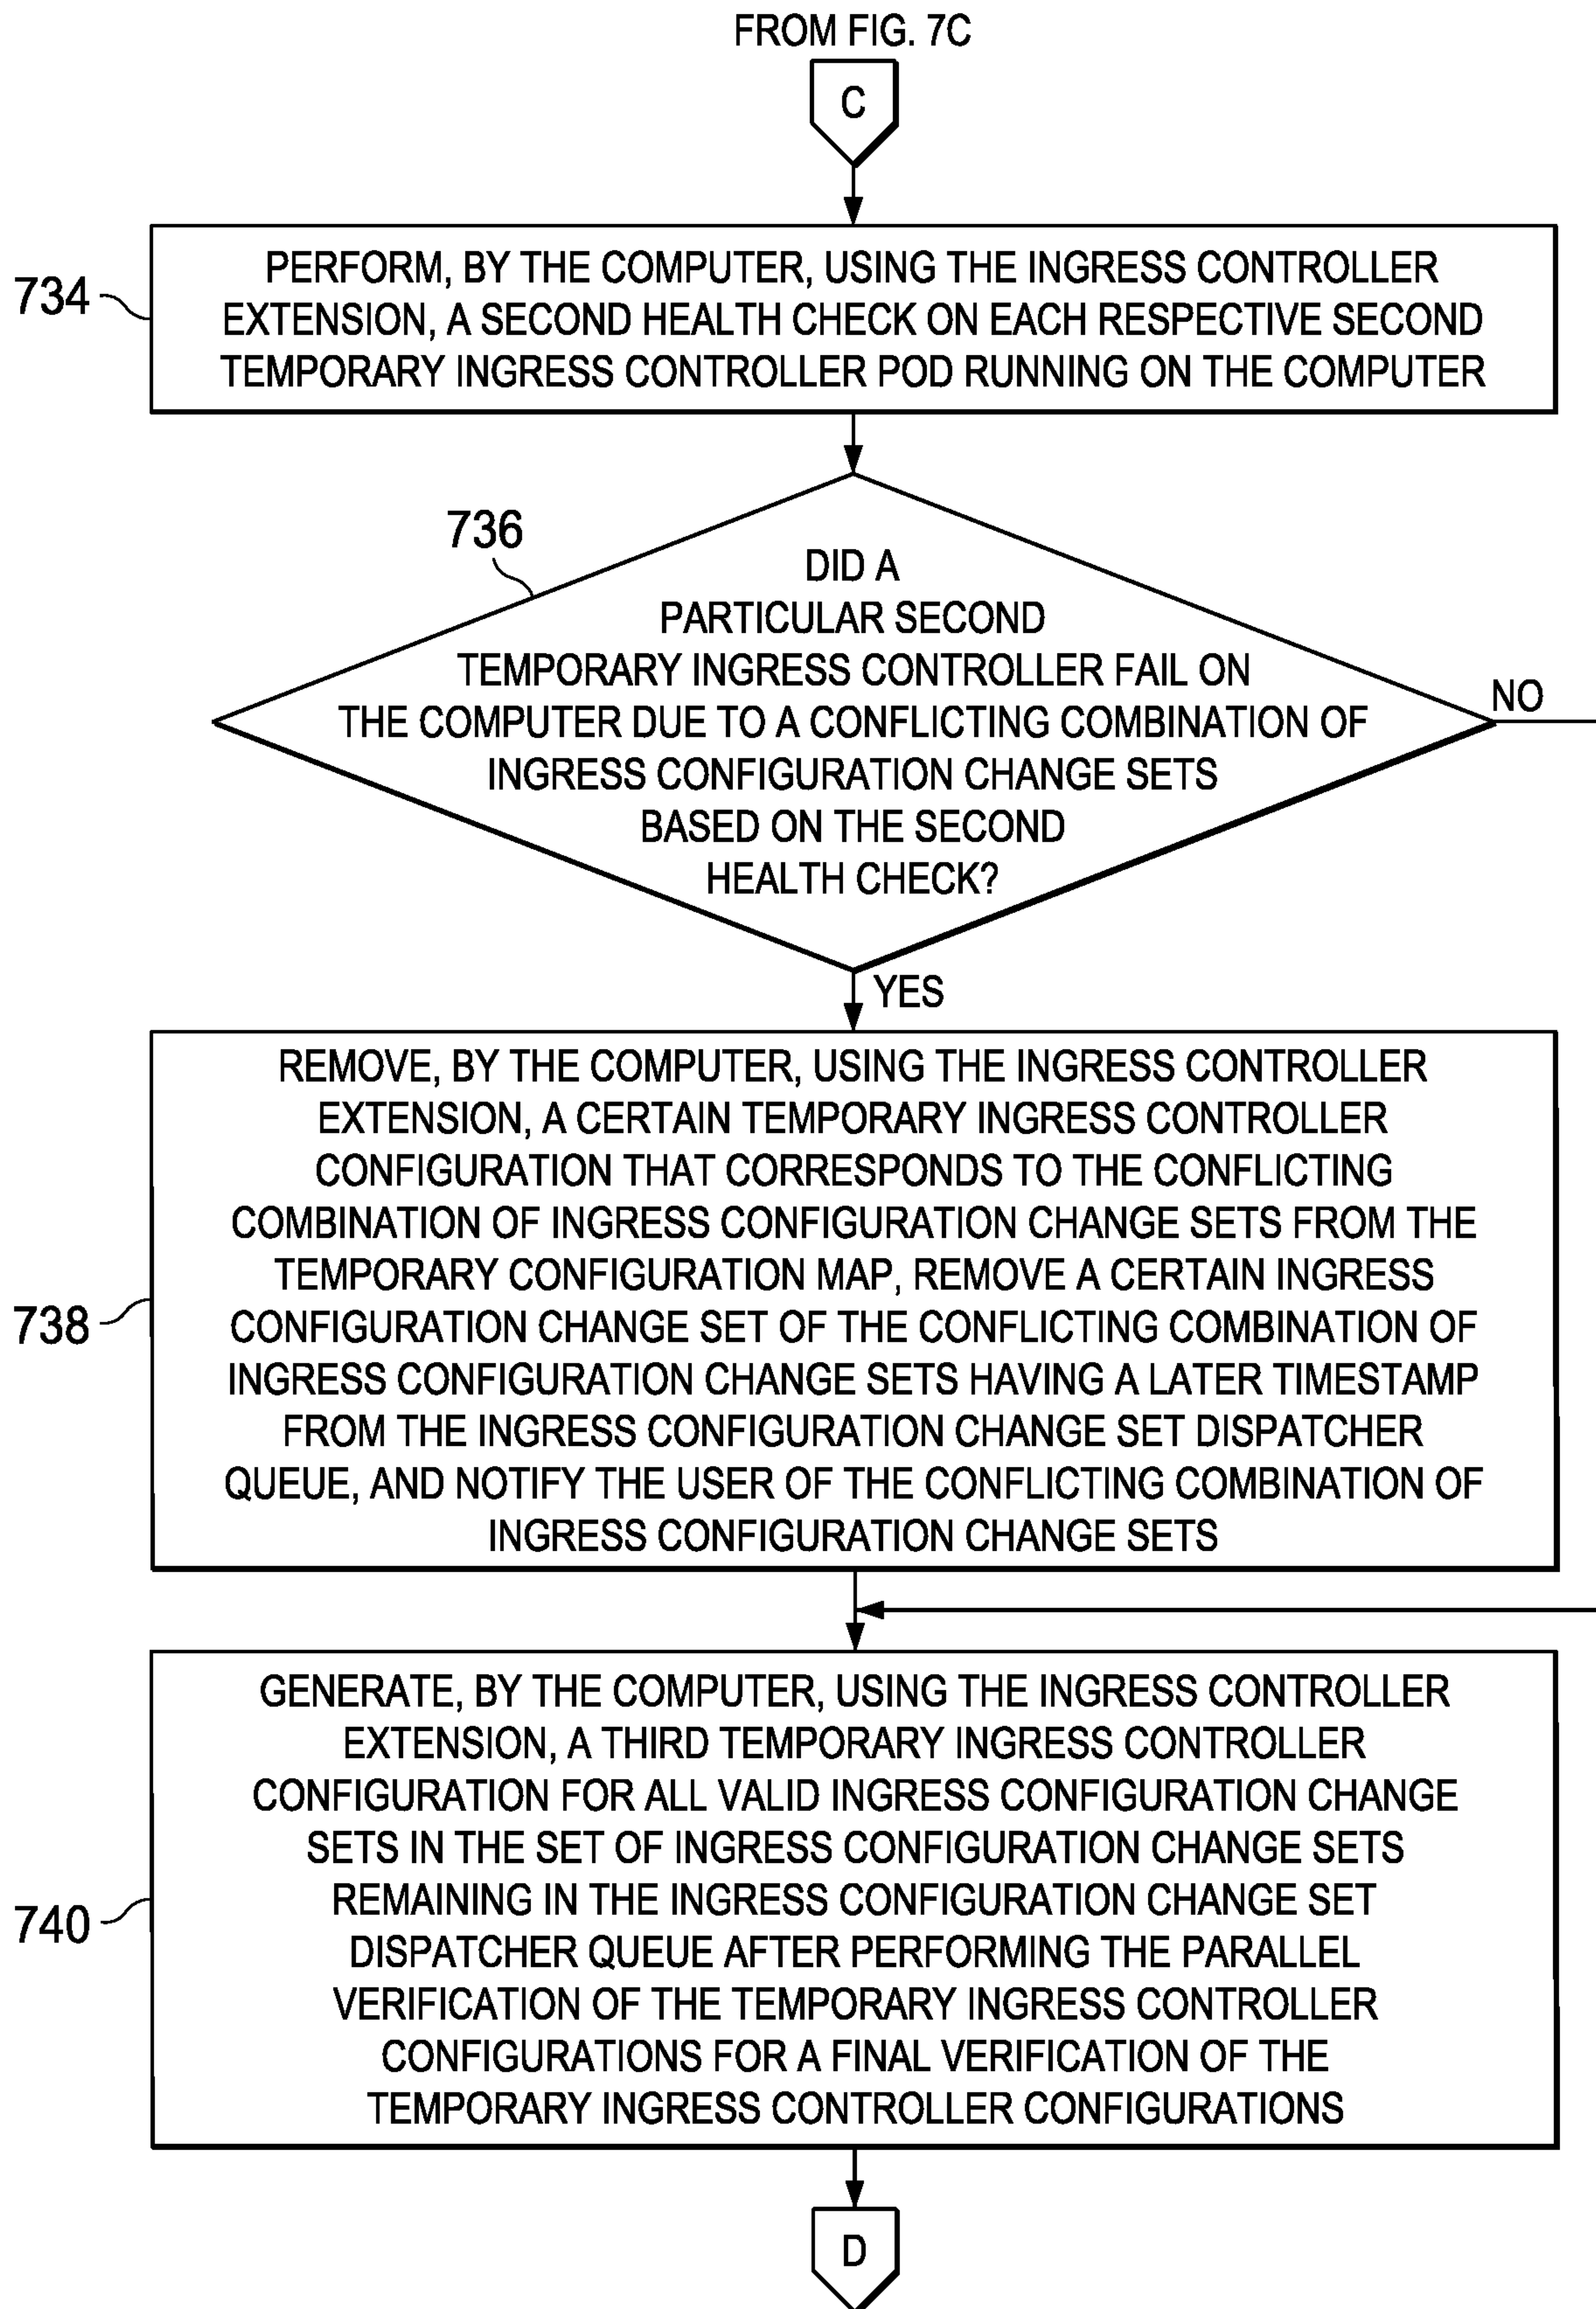 FROM FIG. 7C
C
734
PERFORM, BY THE COMPUTER, USING THE INGRESS CONTROLLER
EXTENSION, A SECOND HEALTH CHECK ON EACH RESPECTIVE SECOND
TEMPORARY INGRESS CONTROLLER POD RUNNING ON THE COMPUTER
736
DID A
PARTICULAR SECOND
TEMPORARY INGRESS CONTROLLER FAIL ON
THE COMPUTER DUE TO A CONFLICTING COMBINATION OF
INGRESS CONFIGURATION CHANGE SETS
BASED ON THE SECOND
HEALTH CHECK?
NO
YES
738
REMOVE, BY THE COMPUTER, USING THE INGRESS CONTROLLER
EXTENSION, A CERTAIN TEMPORARY INGRESS CONTROLLER
CONFIGURATION THAT CORRESPONDS TO THE CONFLICTING
COMBINATION OF INGRESS CONFIGURATION CHANGE SETS FROM THE
TEMPORARY CONFIGURATION MAP, REMOVE A CERTAIN INGRESS
CONFIGURATION CHANGE SET OF THE CONFLICTING COMBINATION OF
INGRESS CONFIGURATION CHANGE SETS HAVING A LATER TIMESTAMP
FROM THE INGRESS CONFIGURATION CHANGE SET DISPATCHER
QUEUE, AND NOTIFY THE USER OF THE CONFLICTING COMBINATION OF
INGRESS CONFIGURATION CHANGE SETS
740
GENERATE, BY THE COMPUTER, USING THE INGRESS CONTROLLER
EXTENSION, A THIRD TEMPORARY INGRESS CONTROLLER
CONFIGURATION FOR ALL VALID INGRESS CONFIGURATION CHANGE
SETS IN THE SET OF INGRESS CONFIGURATION CHANGE SETS
REMAINING IN THE INGRESS CONFIGURATION CHANGE SET
DISPATCHER QUEUE AFTER PERFORMING THE PARALLEL
VERIFICATION OF THE TEMPORARY INGRESS CONTROLLER
CONFIGURATIONS FOR A FINAL VERIFICATION OF THE
TEMPORARY INGRESS CONTROLLER CONFIGURATIONS
D